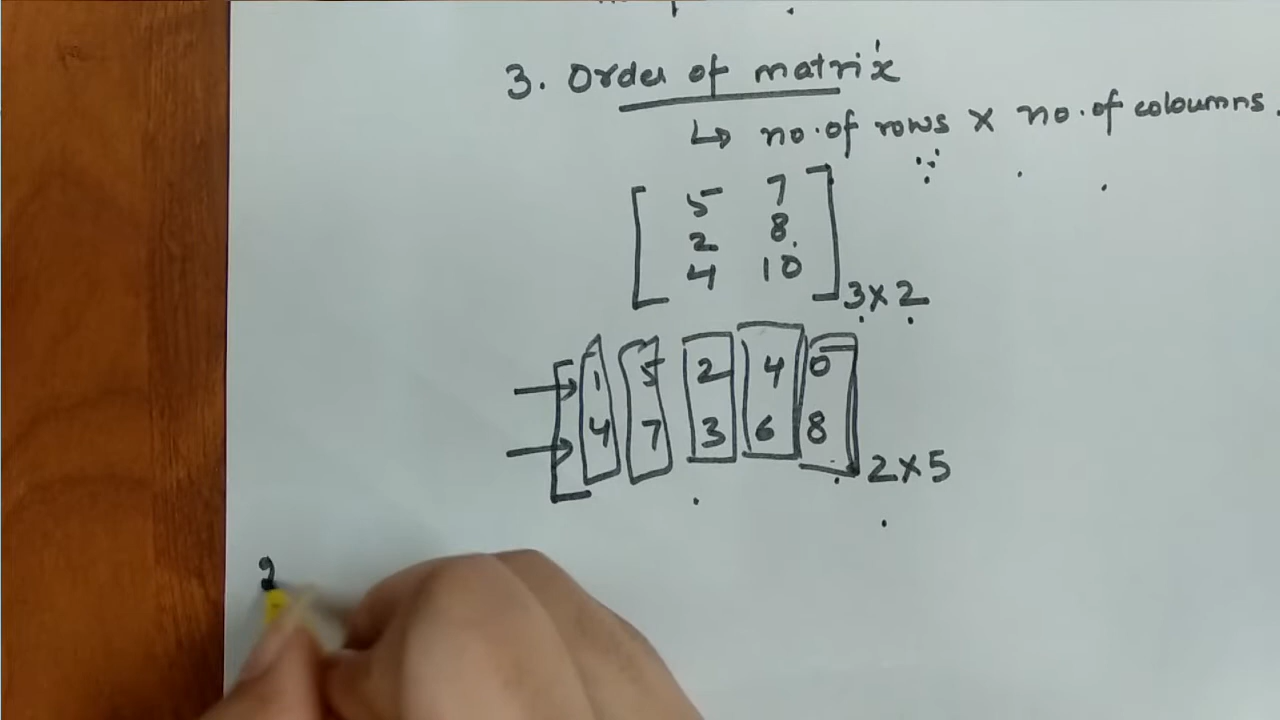 3. Order of matrix
↳ no.of rows × no.of coloumns.
[ 5 7
2 8
4 10 ] 3×2
[ 1 5 2 4 0
4 7 3 6 8 ] 2×5